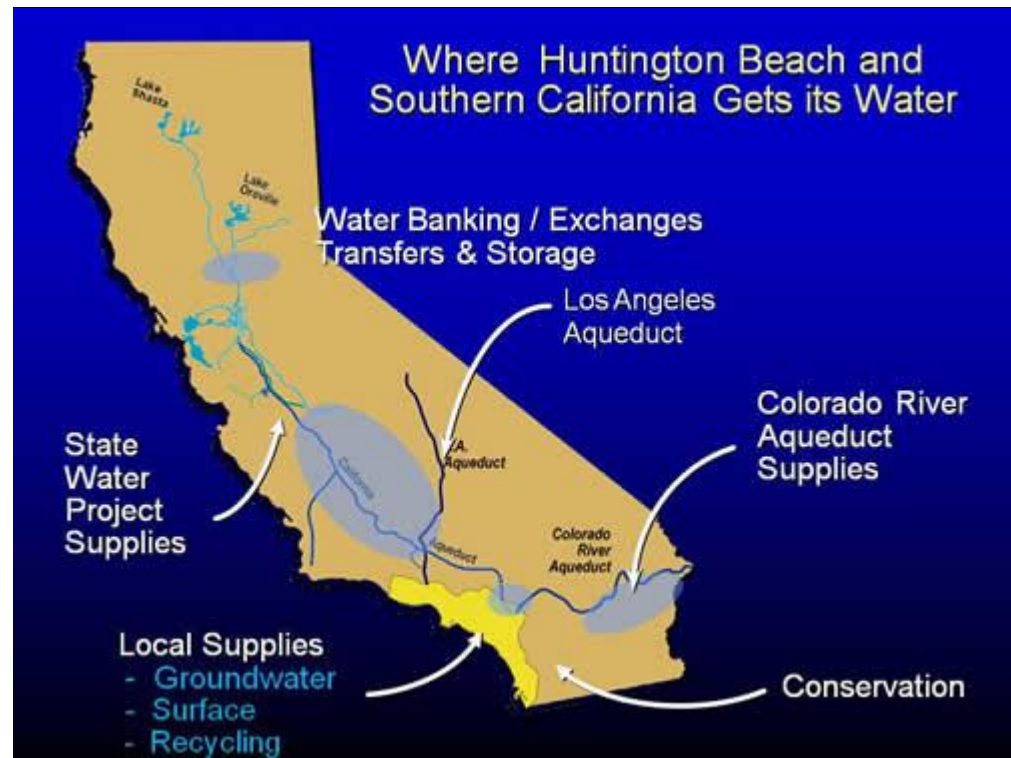 Where Huntington Beach and
Southern California Gets its Water
Lake
Shasta
Lake
Oroville
Water Banking / Exchanges
Transfers & Storage
Los Angeles
Aqueduct
Colorado River
Aqueduct
Supplies
State
Water
Project
Supplies
L.A.
Aqueduct
California
Aqueduct
Colorado
River
Aqueduct
Local Supplies
- Groundwater
- Surface
- Recycling
Conservation